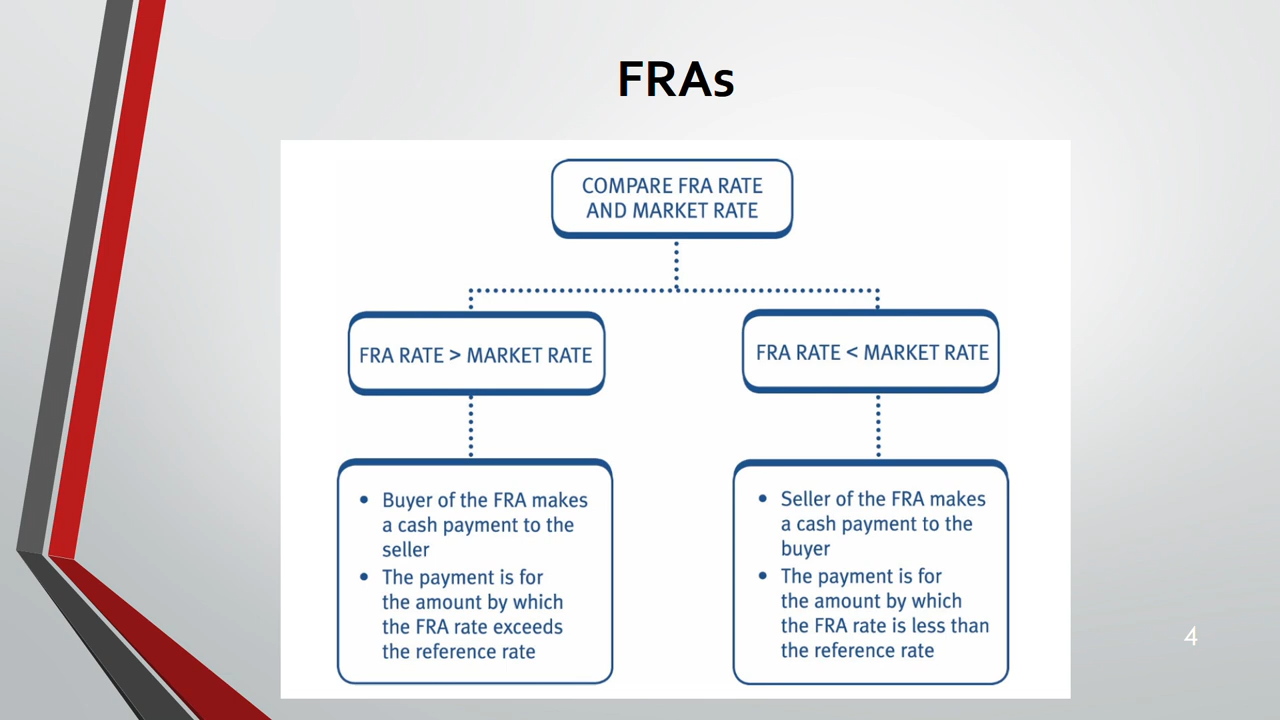 FRAs
COMPARE FRA RATE
AND MARKET RATE
FRA RATE > MARKET RATE
FRA RATE < MARKET RATE
• Buyer of the FRA makes
a cash payment to the
seller
• The payment is for
the amount by which
the FRA rate exceeds
the reference rate
• Seller of the FRA makes
a cash payment to the
buyer
• The payment is for
the amount by which
the FRA rate is less than
the reference rate
4